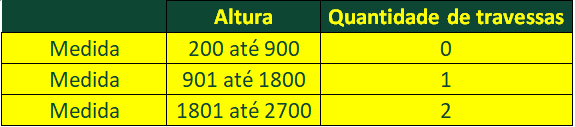 Altura Quantidade de travessas
Medida 200 até 900 0
Medida 901 até 1800 1
Medida 1801 até 2700 2